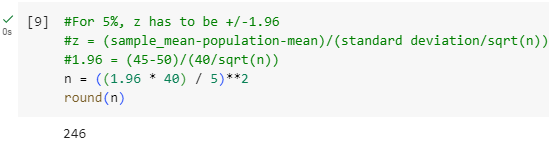 [9] #For 5%, z has to be +/-1.96
0s #z = (sample_mean-population-mean)/(standard deviation/sqrt(n))
#1.96 = (45-50)/(40/sqrt(n))
n = ((1.96 * 40) / 5)**2
round(n)
246